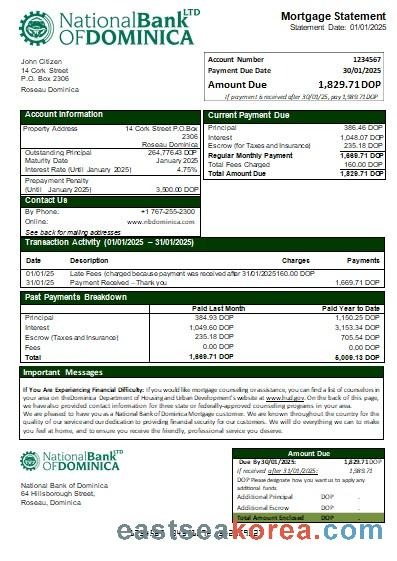 NationalBank LTD
OF DOMINICA
Mortgage Statement
Statement Date: 01/01/2025
John Citizen
14 Cork Street
P.O. Box 2306
Roseau Dominica
Account Number 1234567
Payment Due Date 30/01/2025
Amount Due 1,829.71 DOP
If payment is received after 30/01/25, pay 1,989.71 DOP
Account Information
Property Address 14 Cork Street P.O.Box
2306
Roseau Dominica
Outstanding Principal 264,776.43 DOP
Maturity Date January 2025
Interest Rate (Until January 2025) 4.75%
Prepayment Penalty
(Until January 2025) 3,500.00 DOP
Contact Us
By Phone: +1 767-255-2300
Online: www.nbdominica.com
See back for mailing addresses
Current Payment Due
Principal 386.46 DOP
Interest 1,048.07 DOP
Escrow (for Taxes and Insurance) 235.18 DOP
Regular Monthly Payment 1,669.71 DOP
Total Fees Charged 160.00 DOP
Total Amount Due 1,829.71 DOP
Transaction Activity (01/01/2025 – 31/01/2025)
Date Description Charges Payments
01/01/25 Late Fees (charged because payment was received after 31/01/2025160.00 DOP
31/01/25 Payment Received – Thank you 1,669.71 DOP
Past Payments Breakdown
Paid Last Month Paid Year to Date
Principal 384.93 DOP 1,150.25 DOP
Interest 1,049.60 DOP 3,153.34 DOP
Escrow (Taxes and Insurance) 235.18 DOP 705.54 DOP
Fees 0.00 DOP 0.00 DOP
Total 1,669.71 DOP 5,009.13 DOP
Important Messages
If You Are Experiencing Financial Difficulty: If you would like mortgage counseling or assistance, you can find a list of counselors in
your area on theDominica Department of Housing and Urban Development's website at www.hud.gov. On the back of this page,
we have also provided contact information for three state or federally-approved counseling programs in your area.
We are pleased to have you as a National Bank of Dominica Mortgage customer. We are known throughout the country for the
quality of our service and our dedication to providing financial security for our customers. We will do everything we can to make
you feel at home, and to ensure you receive the friendly, professional service you deserve.
NationalBank LTD
OF DOMINICA
National Bank of Dominica
64 Hillsborough Street,
Roseau, Dominica
Amount Due
Due By 30/01/2025: 1,829.71 DOP
If received after 31/01/2025: 1,989.71
DOP Please designate how you want us to apply any
additional funds.
Additional Principal DOP
Additional Escrow DOP
Total Amount Enclosed DOP
eastseakorea.com